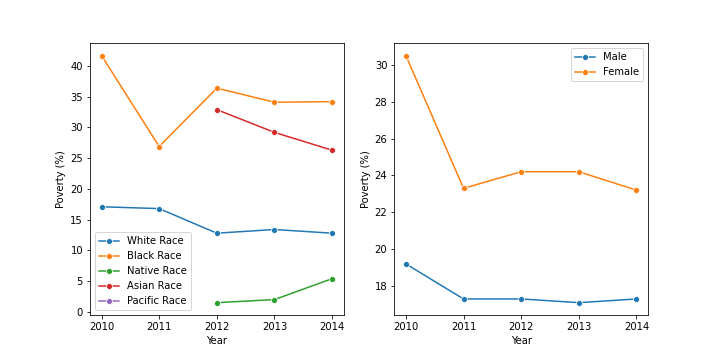 Poverty (%)
40
35
30
25
20
15
10
5
0
White Race
Black Race
Native Race
Asian Race
Pacific Race
2010 2011 2012 2013 2014
Year
Poverty (%)
30
28
26
24
22
20
18
Male
Female
2010 2011 2012 2013 2014
Year